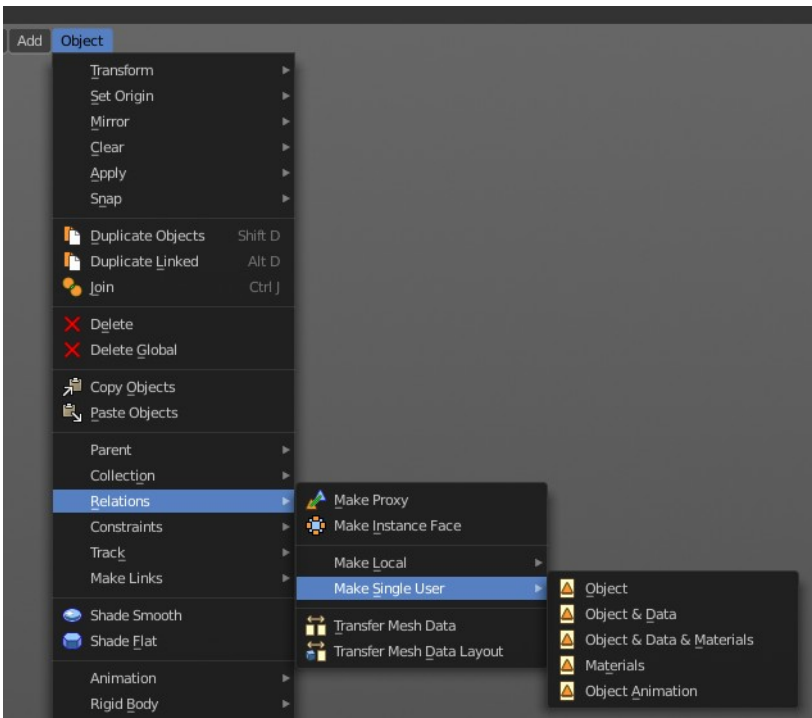 Add Object
Transform
Set Origin
Mirror
Clear
Apply
Snap
Duplicate Objects Shift D
Duplicate Linked Alt D
Join Ctrl J
Delete
Delete Global
Copy Objects
Paste Objects
Parent
Collection
Relations
Constraints
Track
Make Links
Shade Smooth
Shade Flat
Animation
Rigid Body
Make Proxy
Make Instance Face
Make Local
Make Single User
Transfer Mesh Data
Transfer Mesh Data Layout
Object
Object & Data
Object & Data & Materials
Materials
Object Animation